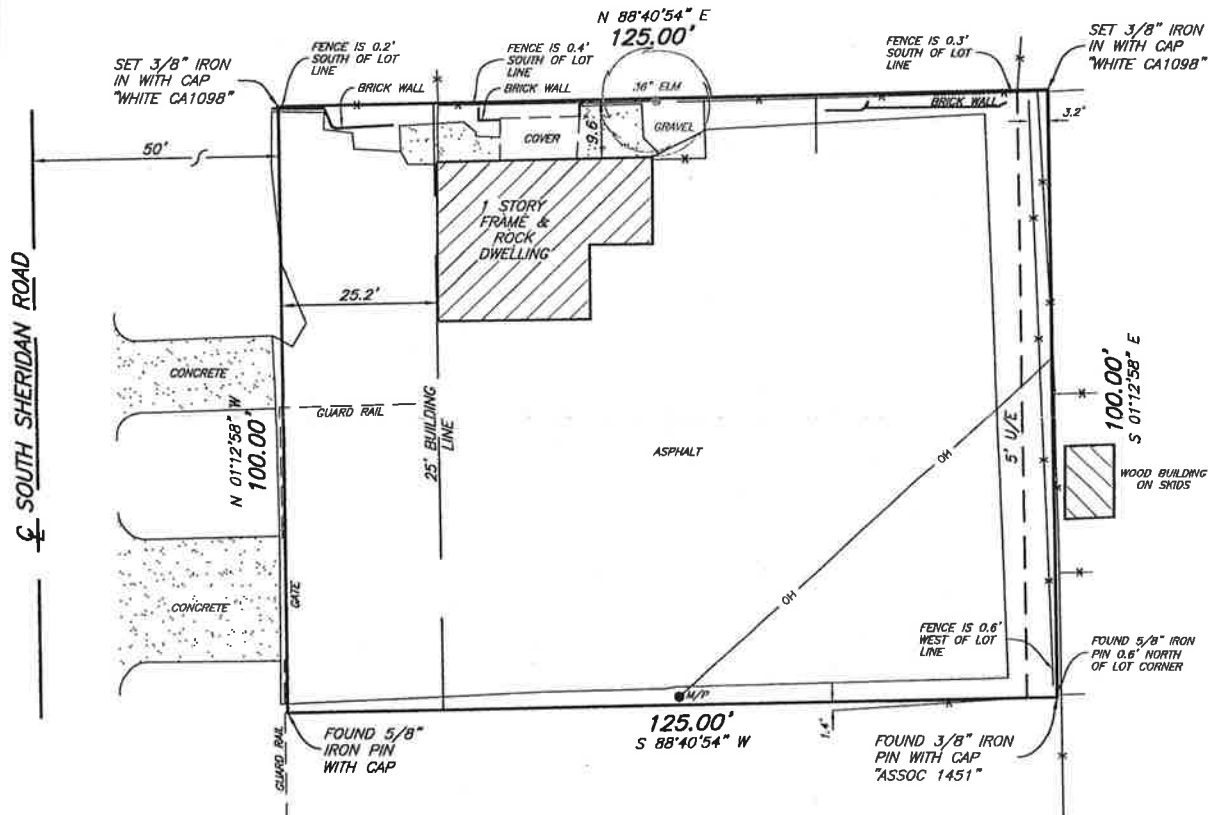 N 88°40'54" E
125.00'
SET 3/8" IRON
IN WITH CAP
"WHITE CA1098"
FENCE IS 0.2'
SOUTH OF LOT
LINE
BRICK WALL
FENCE IS 0.4'
SOUTH OF LOT
LINE
BRICK WALL
36" ELM
FENCE IS 0.3'
SOUTH OF LOT
LINE
SET 3/8" IRON
IN WITH CAP
"WHITE CA1098"
BRICK WALL
3.2'
50'
COVER
9.6'
GRAVEL
1 STORY
FRAME &
ROCK
DWELLING
25.2'
℄ SOUTH SHERIDAN ROAD
CONCRETE
GUARD RAIL
N 01°12'58" W
100.00'
25' BUILDING
LINE
ASPHALT
OH
OH
5' U/E
100.00'
S 01°12'58" E
WOOD BUILDING
ON SKIDS
CONCRETE
GATE
FENCE IS 0.6'
WEST OF LOT
LINE
FOUND 5/8" IRON
PIN 0.6' NORTH
OF LOT CORNER
M/P
125.00'
S 88°40'54" W
1.4'
GUARD RAIL
FOUND 5/8"
IRON PIN
WITH CAP
FOUND 3/8" IRON
PIN WITH CAP
"ASSOC 1451"